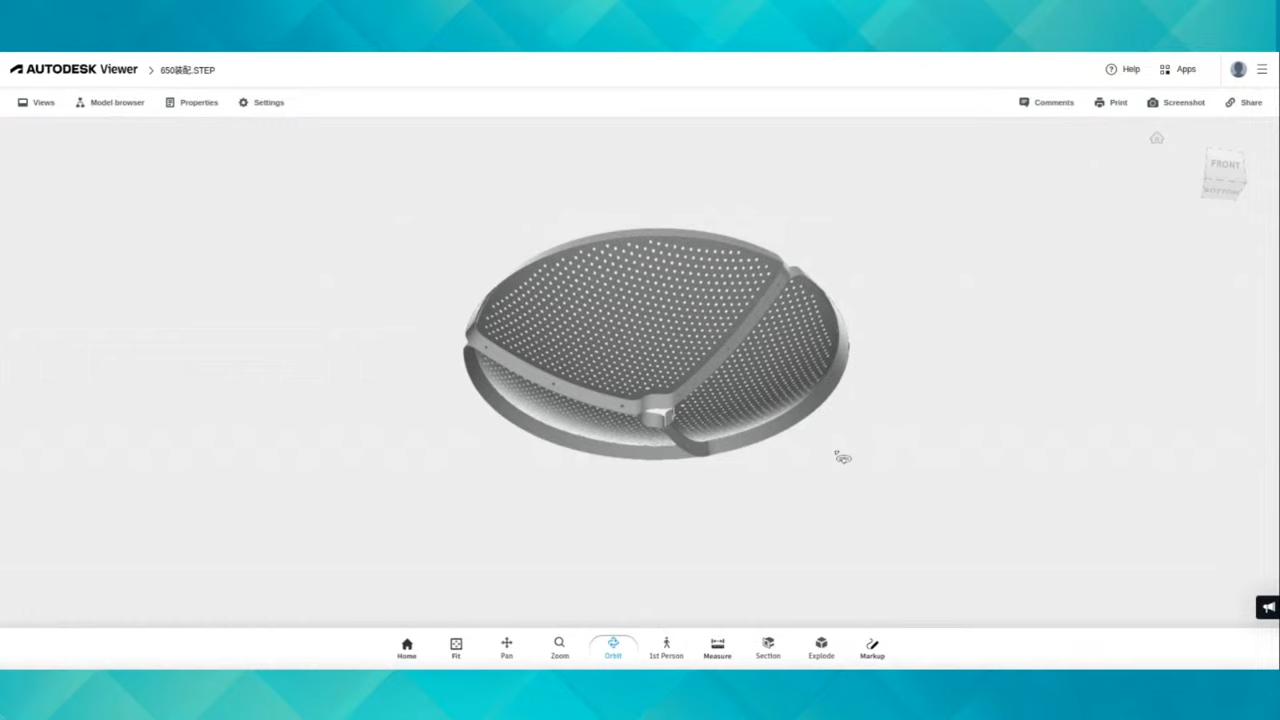 AUTODESK Viewer > 650装配.STEP
Help Apps
Views Model browser Properties Settings
Comments Print Screenshot Share
FRONT
BOTTOM
Home Fit Pan Zoom Orbit 1st Person Measure Section Explode Markup